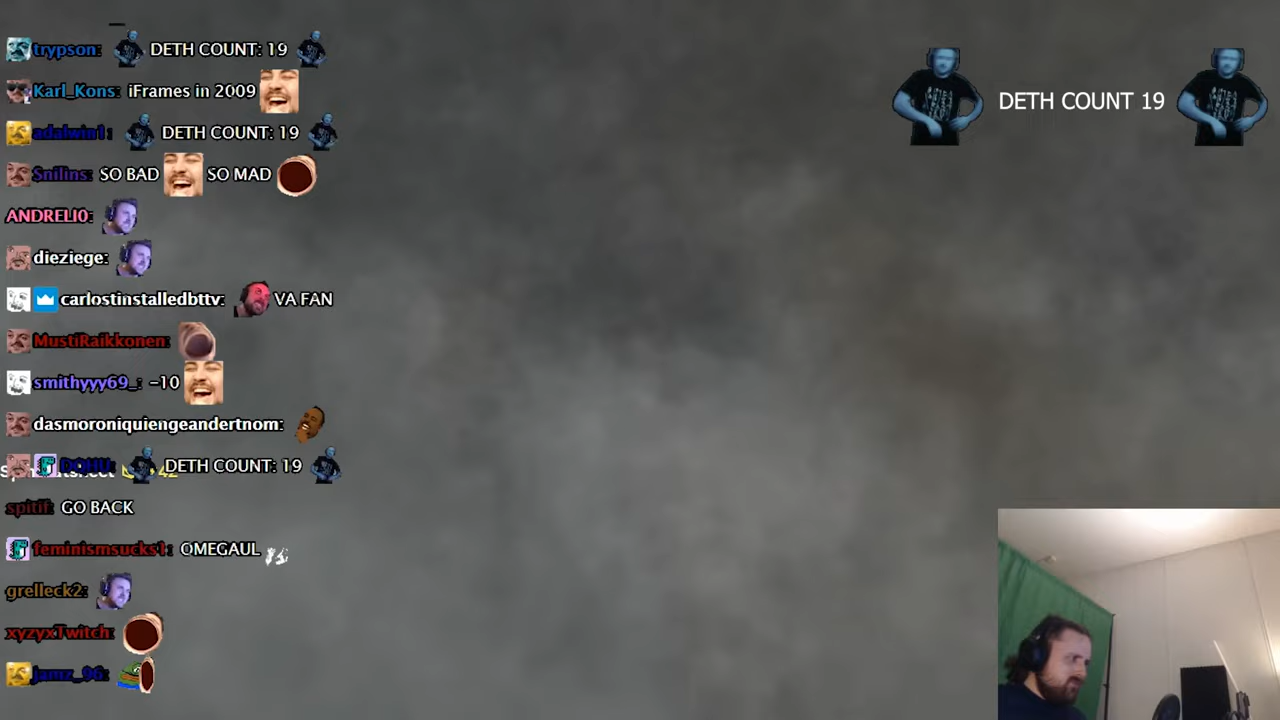 trypson: DETH COUNT: 19
DETH COUNT 19
Karl_Kons: iFrames in 2009
adalwin1: DETH COUNT: 19
Snilins: SO BAD SO MAD
ANDRELI0:
dieziege:
carlostinstalledbttv: VA FAN
MustiRaikkonen:
smithyyy69_: -10
dasmoroniquiengeandertnom:
DETH COUNT: 19
spitif: GO BACK
feminismsucks1: OMEGAUL
grelleck2:
xyzyxTwitch:
jamz_96: